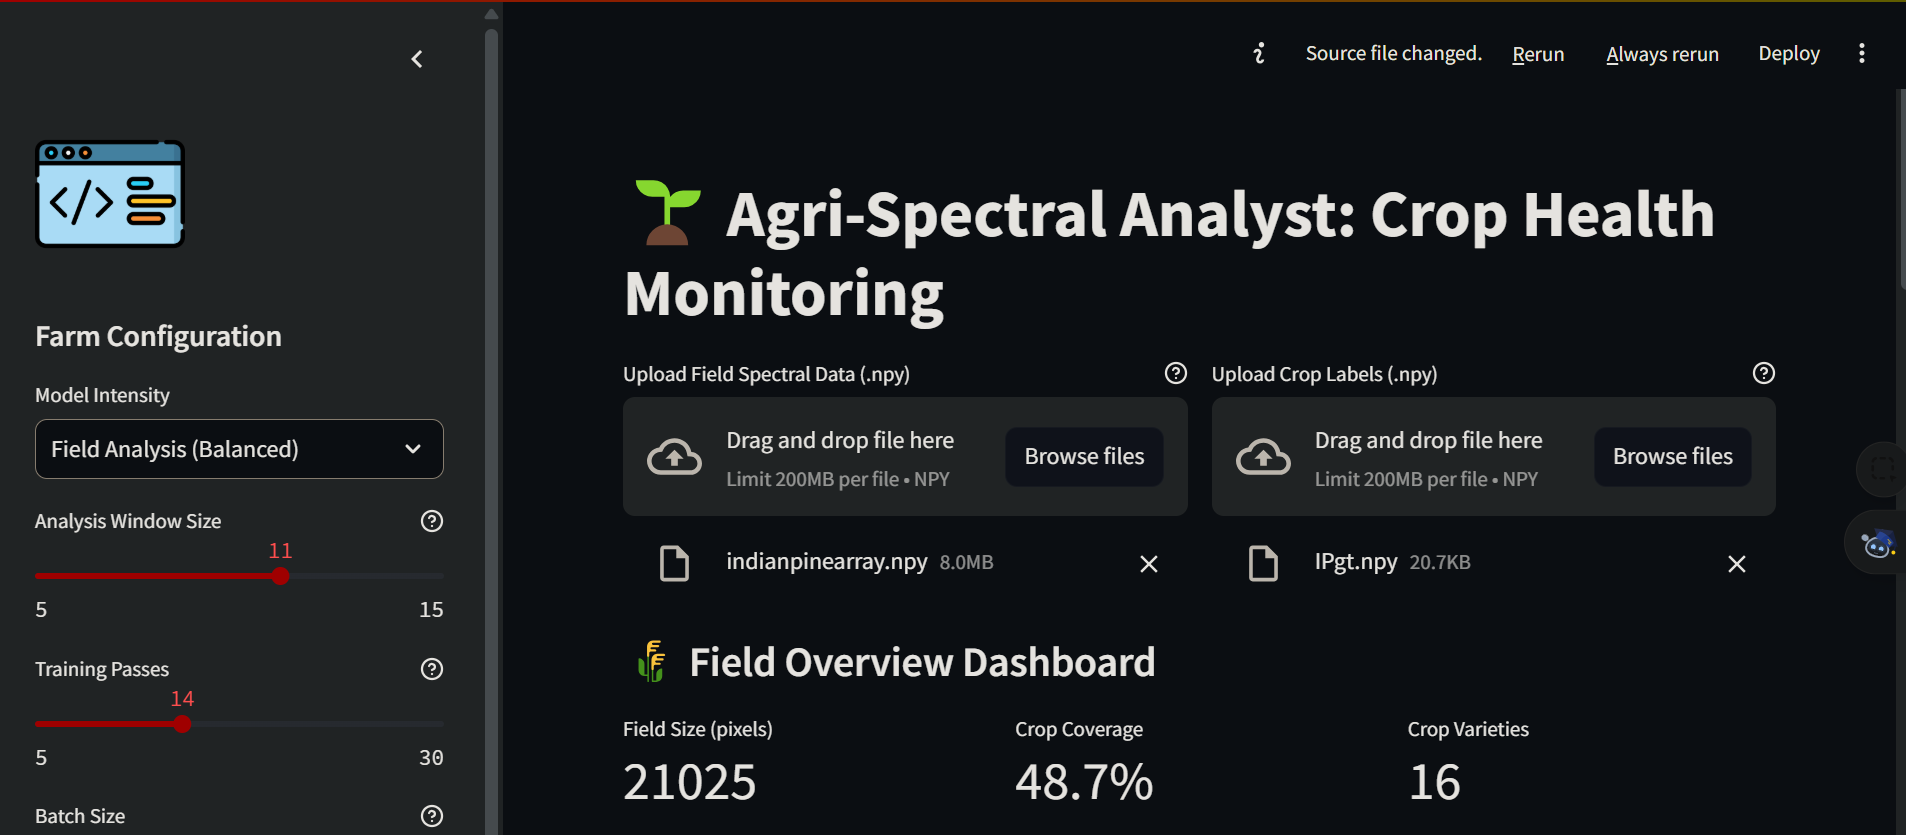 Source file changed. Rerun Always rerun Deploy
</>
Farm Configuration
Model Intensity
Field Analysis (Balanced)
Analysis Window Size
11
5 15
Training Passes
14
5 30
Batch Size
Agri-Spectral Analyst: Crop Health
Monitoring
Upload Field Spectral Data (.npy)
Drag and drop file here
Limit 200MB per file • NPY
Browse files
indianpinearray.npy 8.0MB
Upload Crop Labels (.npy)
Drag and drop file here
Limit 200MB per file • NPY
Browse files
IPgt.npy 20.7KB
Field Overview Dashboard
Field Size (pixels)
21025
Crop Coverage
48.7%
Crop Varieties
16